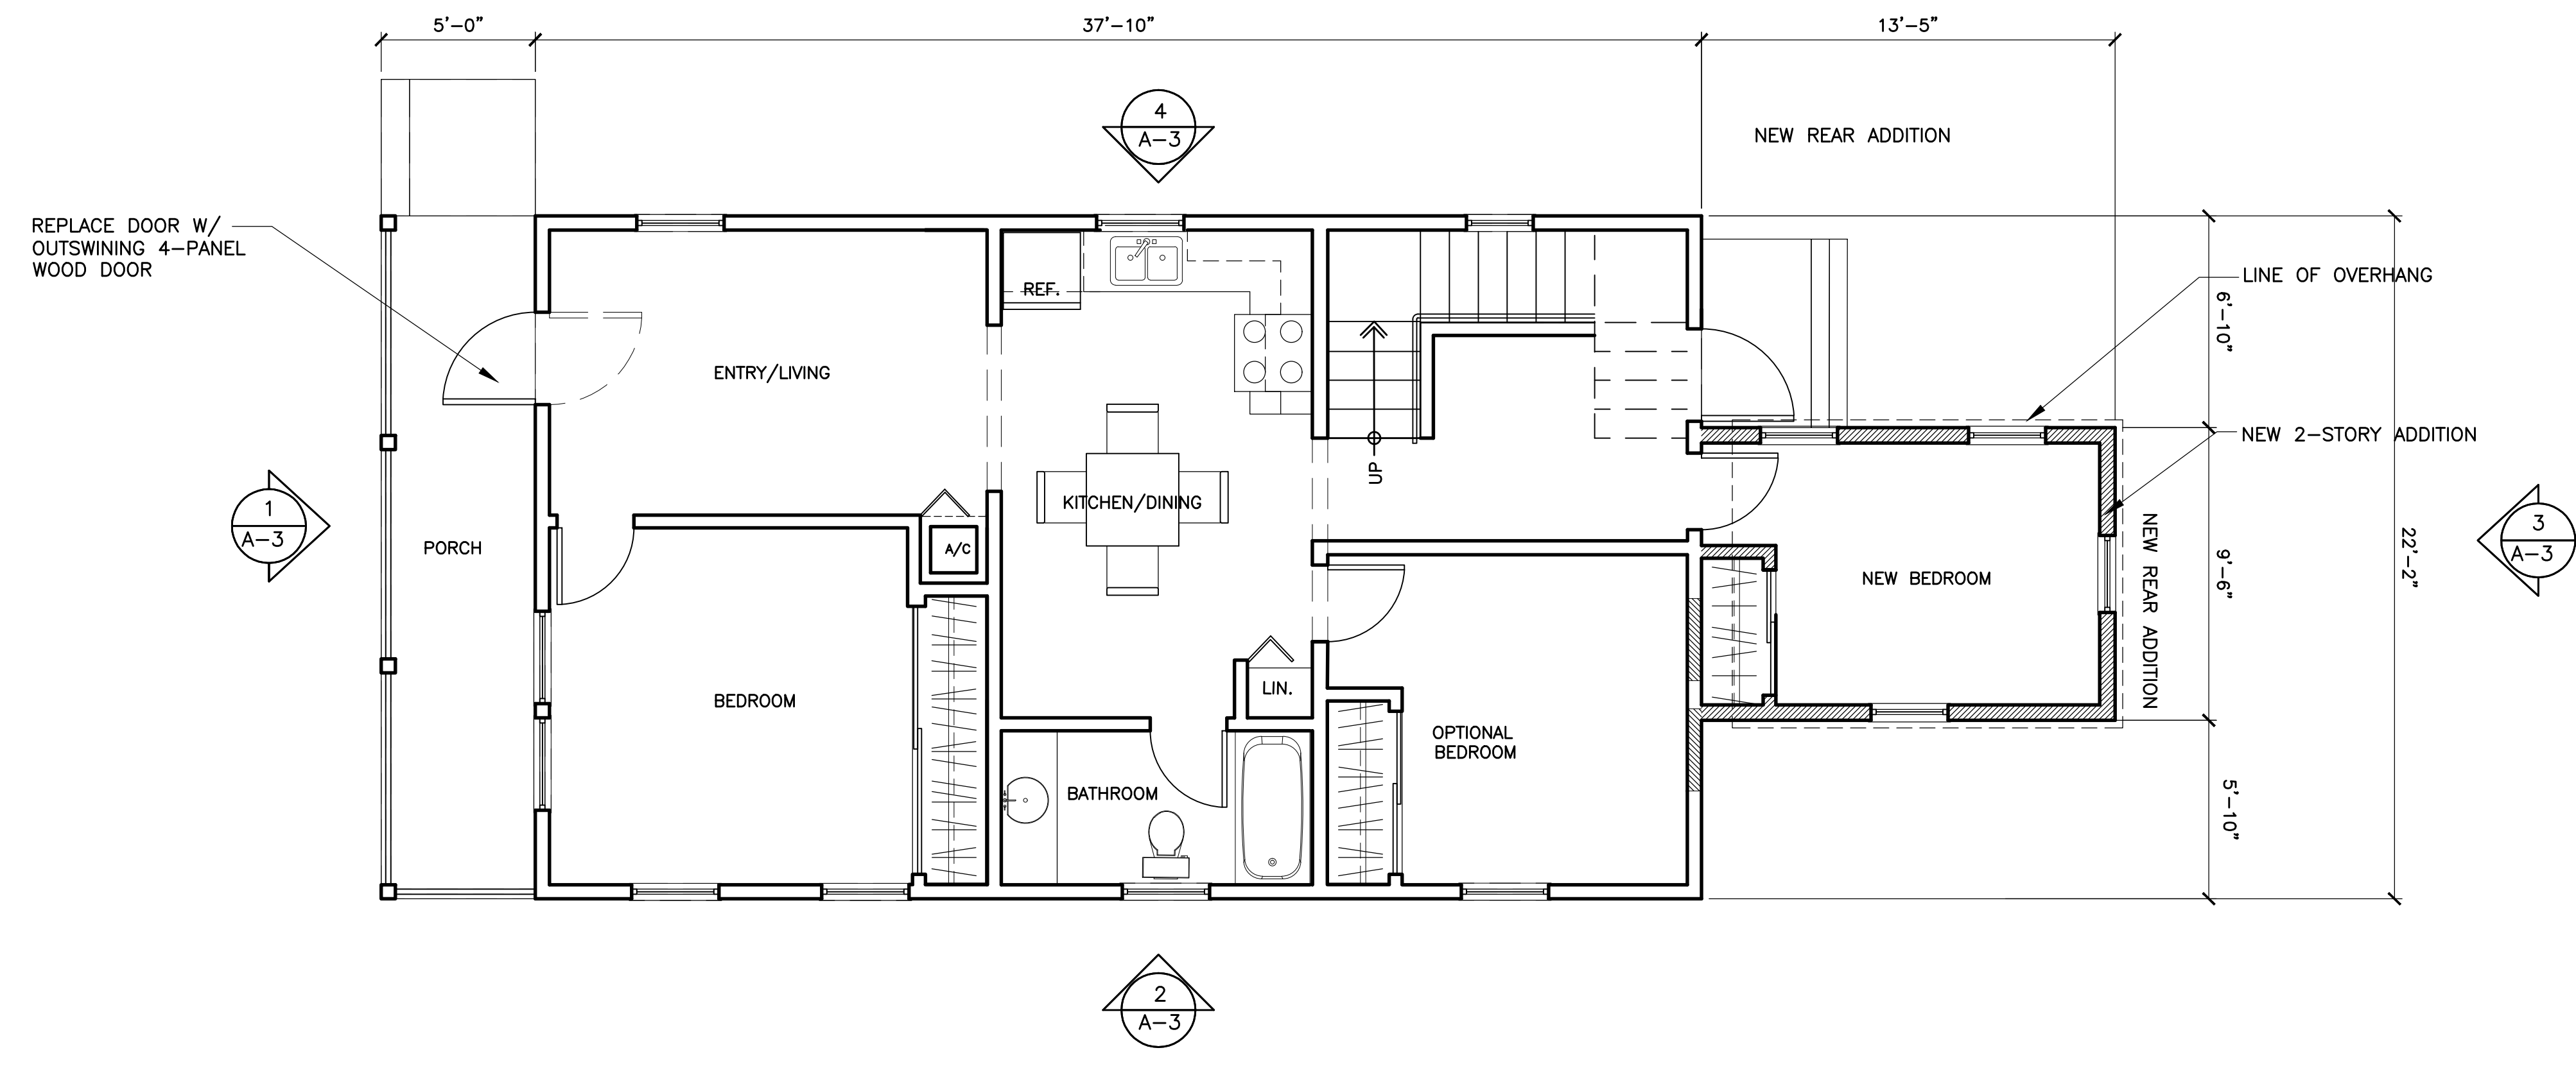 5'-0"
37'-10"
13'-5"
4
A-3
NEW REAR ADDITION
REPLACE DOOR W/
OUTSWINING 4-PANEL
WOOD DOOR
REF.
LINE OF OVERHANG
6'-10"
ENTRY/LIVING
NEW 2-STORY ADDITION
UP
KITCHEN/DINING
1
A-3
PORCH
A/C
3
A-3
NEW REAR ADDITION
9'-6"
22'-2"
NEW BEDROOM
LIN.
BEDROOM
OPTIONAL
BEDROOM
BATHROOM
5'-10"
2
A-3